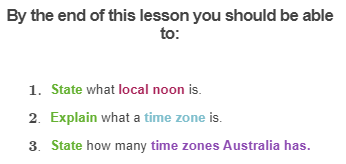 By the end of this lesson you should be able
to:
1. State what local noon is.
2. Explain what a time zone is.
3. State how many time zones Australia has.